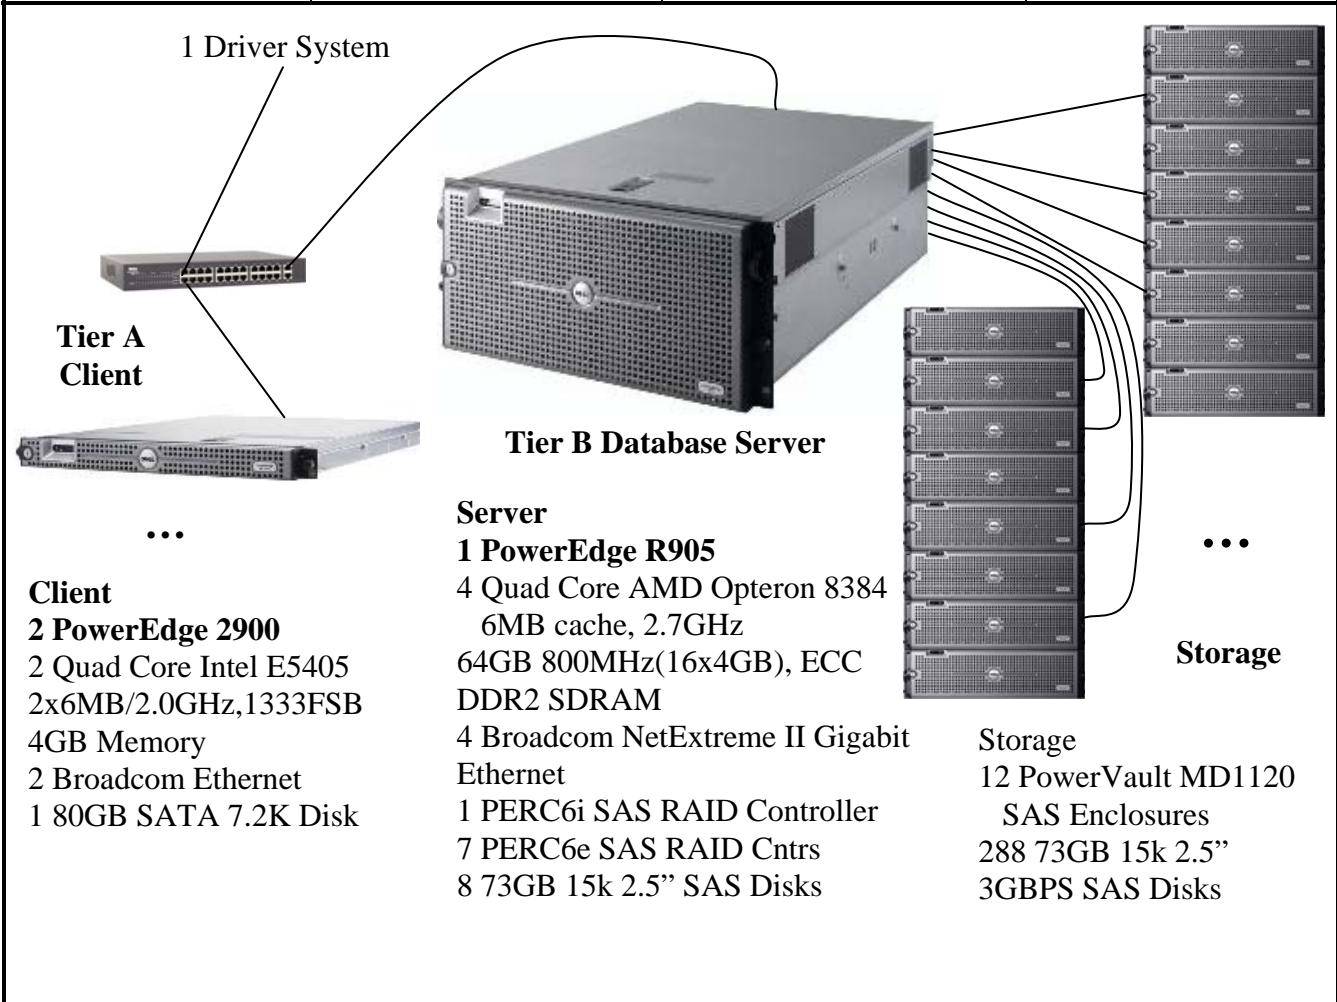 1 Driver System
Tier A
Client
Tier B Database Server
Client
2 PowerEdge 2900
2 Quad Core Intel E5405
2x6MB/2.0GHz,1333FSB
4GB Memory
2 Broadcom Ethernet
1 80GB SATA 7.2K Disk
Server
1 PowerEdge R905
4 Quad Core AMD Opteron 8384
6MB cache, 2.7GHz
64GB 800MHz(16x4GB), ECC
DDR2 SDRAM
4 Broadcom NetExtreme II Gigabit
Ethernet
1 PERC6i SAS RAID Controller
7 PERC6e SAS RAID Cntrs
8 73GB 15k 2.5” SAS Disks
...
...
Storage
Storage
12 PowerVault MD1120
SAS Enclosures
288 73GB 15k 2.5”
3GBPS SAS Disks